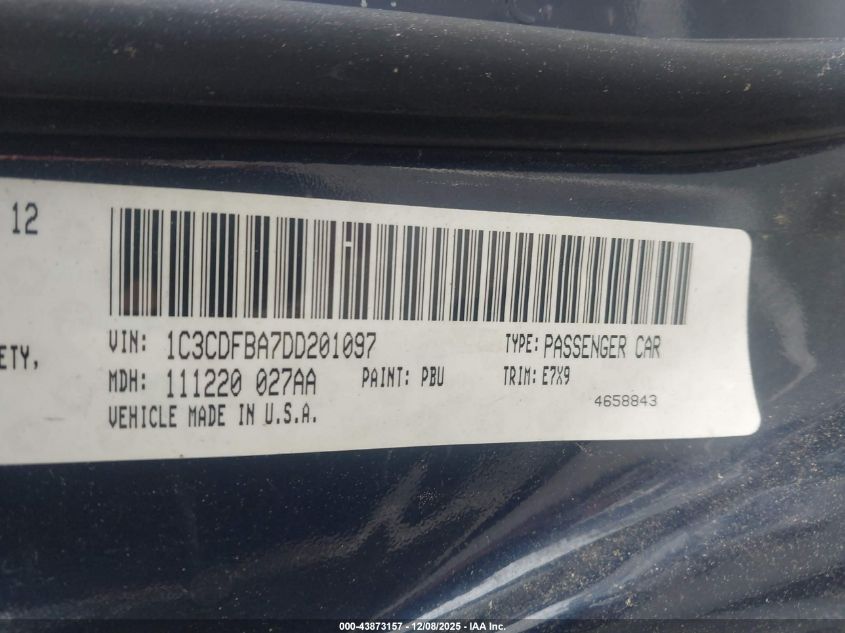 12
ETY,
VIN: 1C3CDFBA7DD201097 TYPE: PASSENGER CAR
MDH: 111220 027AA PAINT: PBU TRIM: E7X9
VEHICLE MADE IN U.S.A. 4658843
000-43873157 - 12/08/2025 - IAA Inc.